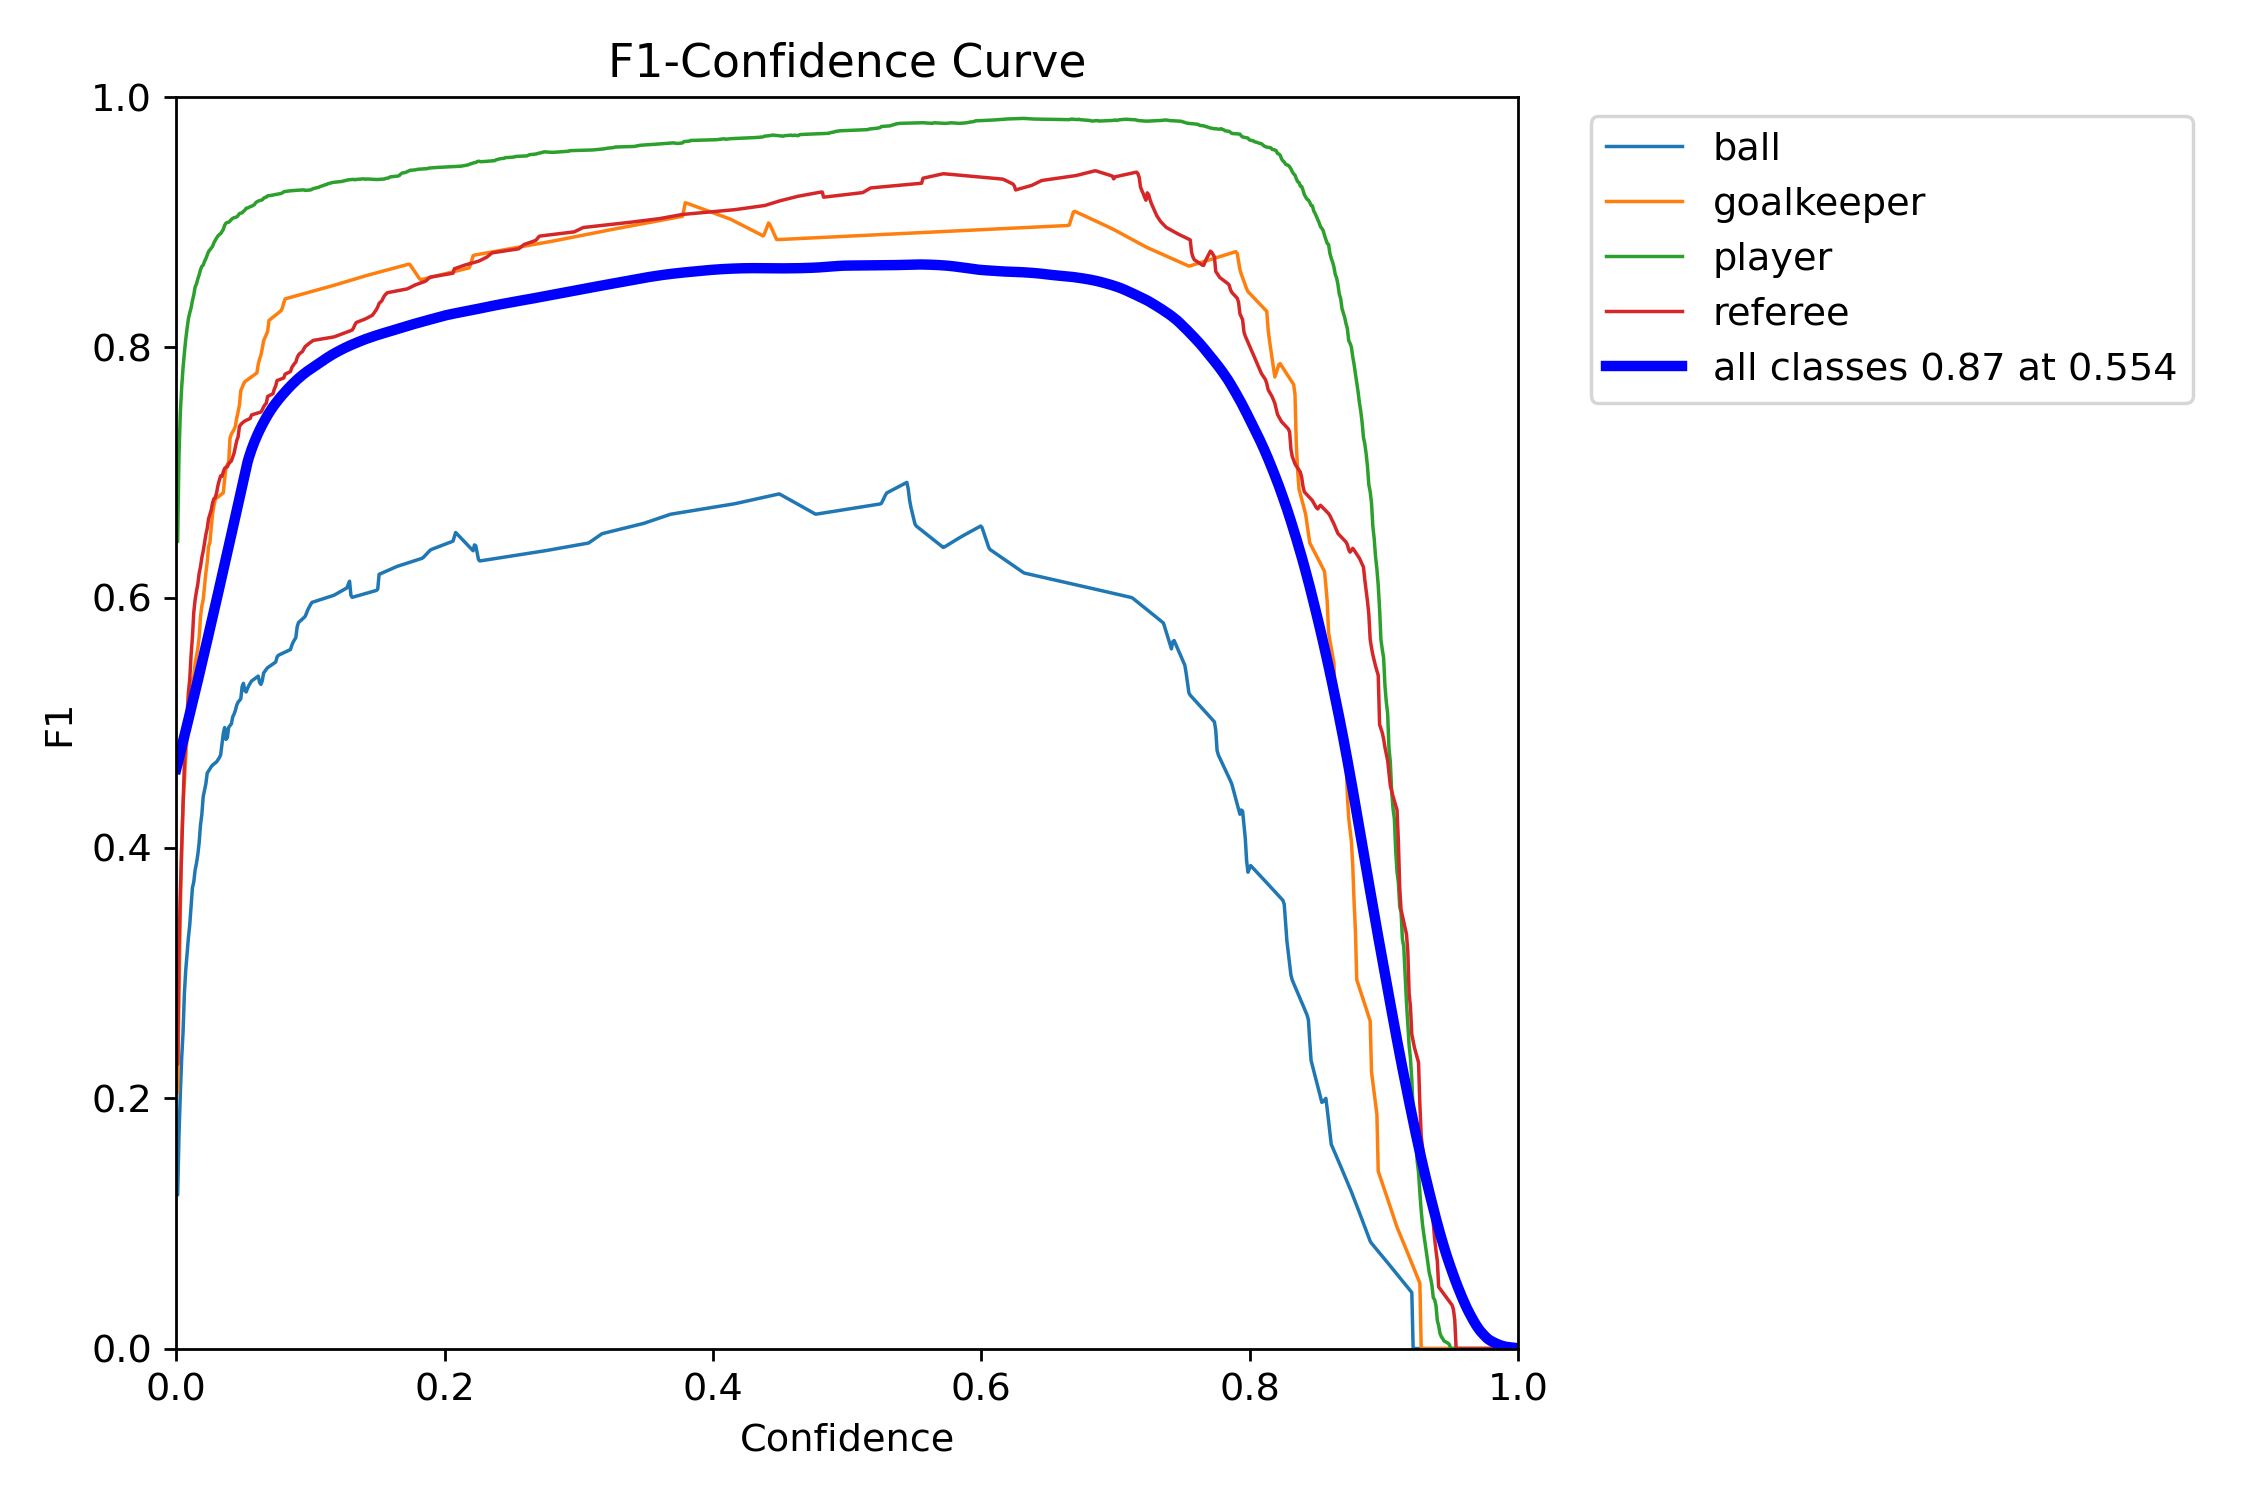 F1-Confidence Curve
1.0
0.8
0.6
0.4
0.2
0.0
F1
0.0 0.2 0.4 0.6 0.8 1.0
Confidence
ball
goalkeeper
player
referee
all classes 0.87 at 0.554